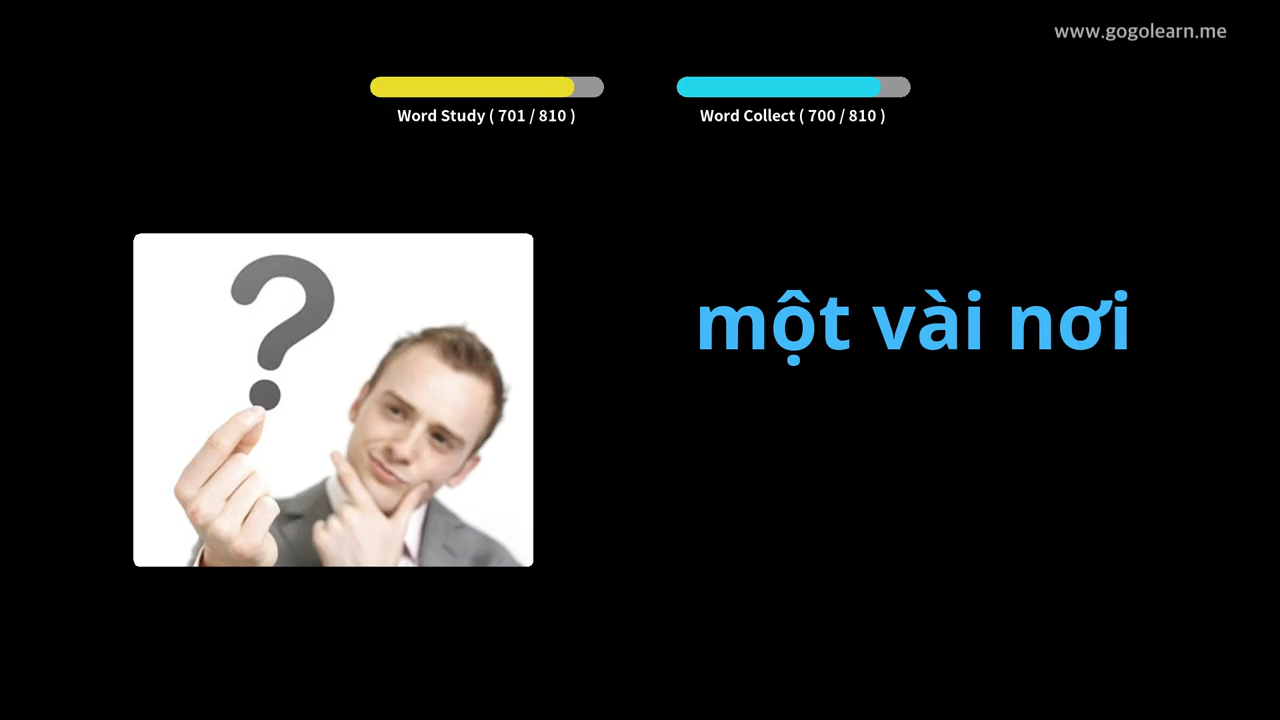 www.gogolearn.me
Word Study ( 701 / 810 )
Word Collect ( 700 / 810 )
?
một vài nơi